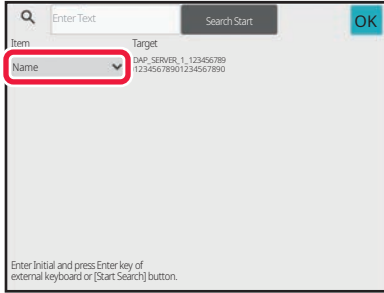 Enter Text
Search Start
OK
Item
Target
Name
DAP_SERVER_1_123456789
012345678901234567890
Enter Initial and press Enter key of
external keyboard or [Start Search] button.